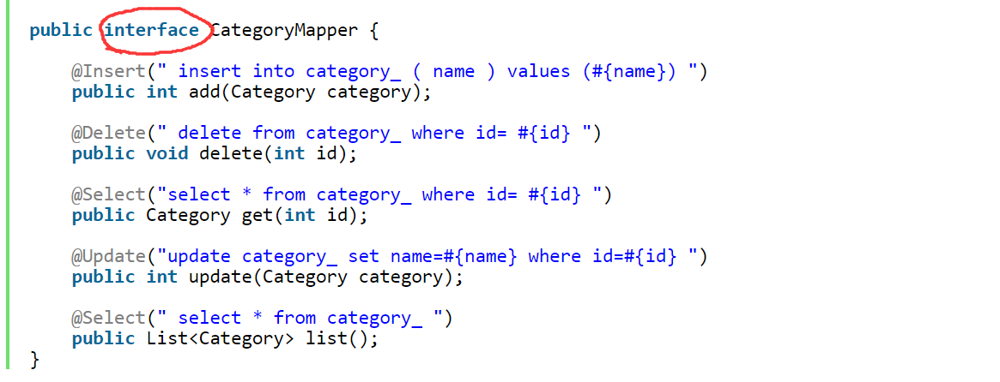 public interface CategoryMapper {
@Insert(" insert into category_ ( name ) values (#{name}) ")
public int add(Category category);
@Delete(" delete from category_ where id= #{id} ")
public void delete(int id);
@Select("select * from category_ where id= #{id} ")
public Category get(int id);
@Update("update category_ set name=#{name} where id=#{id} ")
public int update(Category category);
@Select(" select * from category_ ")
public List<Category> list();
}